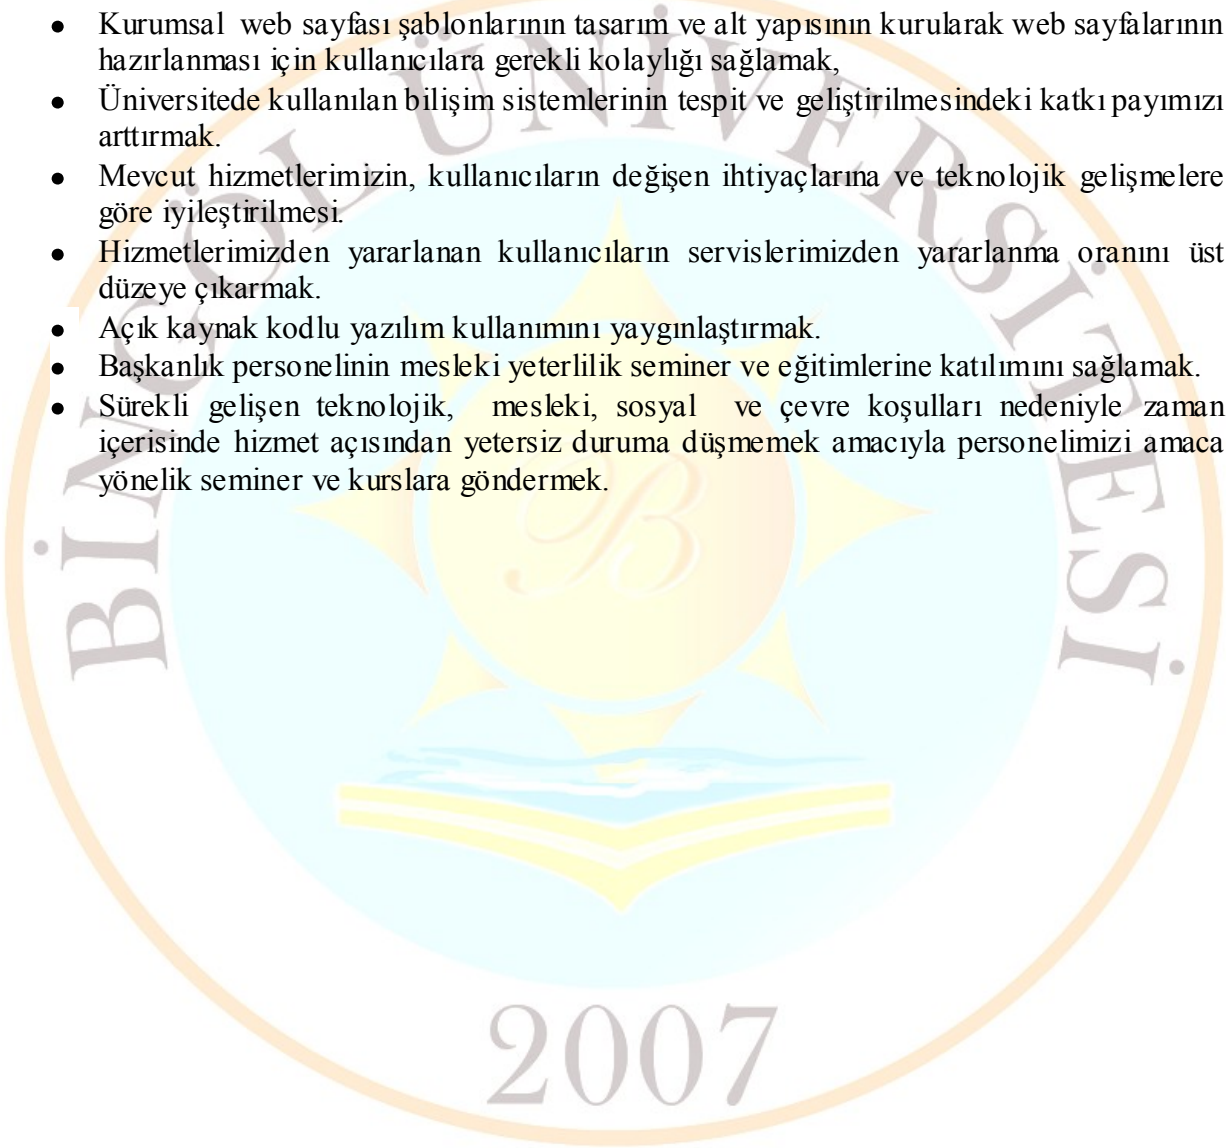 • Kurumsal web sayfası şablonlarının tasarım ve alt yapısının kurularak web sayfalarının
hazırlanması için kullanıcılara gerekli kolaylığı sağlamak,
• Üniversitede kullanılan bilişim sistemlerinin tespit ve geliştirilmesindeki katkı payımızı
arttırmak.
• Mevcut hizmetlerimizin, kullanıcıların değişen ihtiyaçlarına ve teknolojik gelişmelere
göre iyileştirilmesi.
• Hizmetlerimizden yararlanan kullanıcıların servislerimizden yararlanma oranını üst
düzeye çıkarmak.
• Açık kaynak kodlu yazılım kullanımını yaygınlaştırmak.
• Başkanlık personelinin mesleki yeterlilik seminer ve eğitimlerine katılımını sağlamak.
• Sürekli gelişen teknolojik, mesleki, sosyal ve çevre koşulları nedeniyle zaman
içerisinde hizmet açısından yetersiz duruma düşmemek amacıyla personelimizi amaca
yönelik seminer ve kurslara göndermek.
BİNGÖL ÜNİVERSİTESİ
B
2007